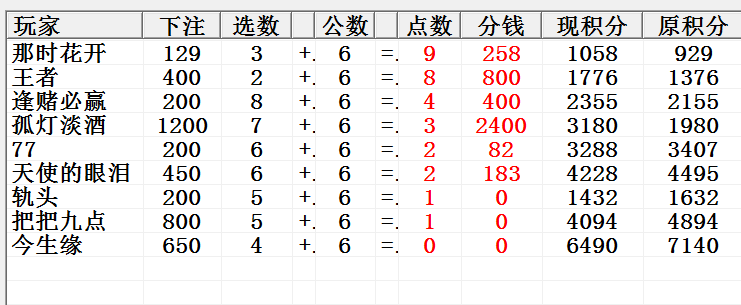 玩家 下注 选数 公数 点数 分钱 现积分 原积分
那时花开 129 3 +. 6 =. 9 258 1058 929
王者 400 2 +. 6 =. 8 800 1776 1376
逢赌必赢 200 8 +. 6 =. 4 400 2355 2155
孤灯淡酒 1200 7 +. 6 =. 3 2400 3180 1980
77 200 6 +. 6 =. 2 82 3288 3407
天使的眼泪 450 6 +. 6 =. 2 183 4228 4495
轨头 200 5 +. 6 =. 1 0 1432 1632
把把九点 800 5 +. 6 =. 1 0 4094 4894
今生缘 650 4 +. 6 =. 0 0 6490 7140